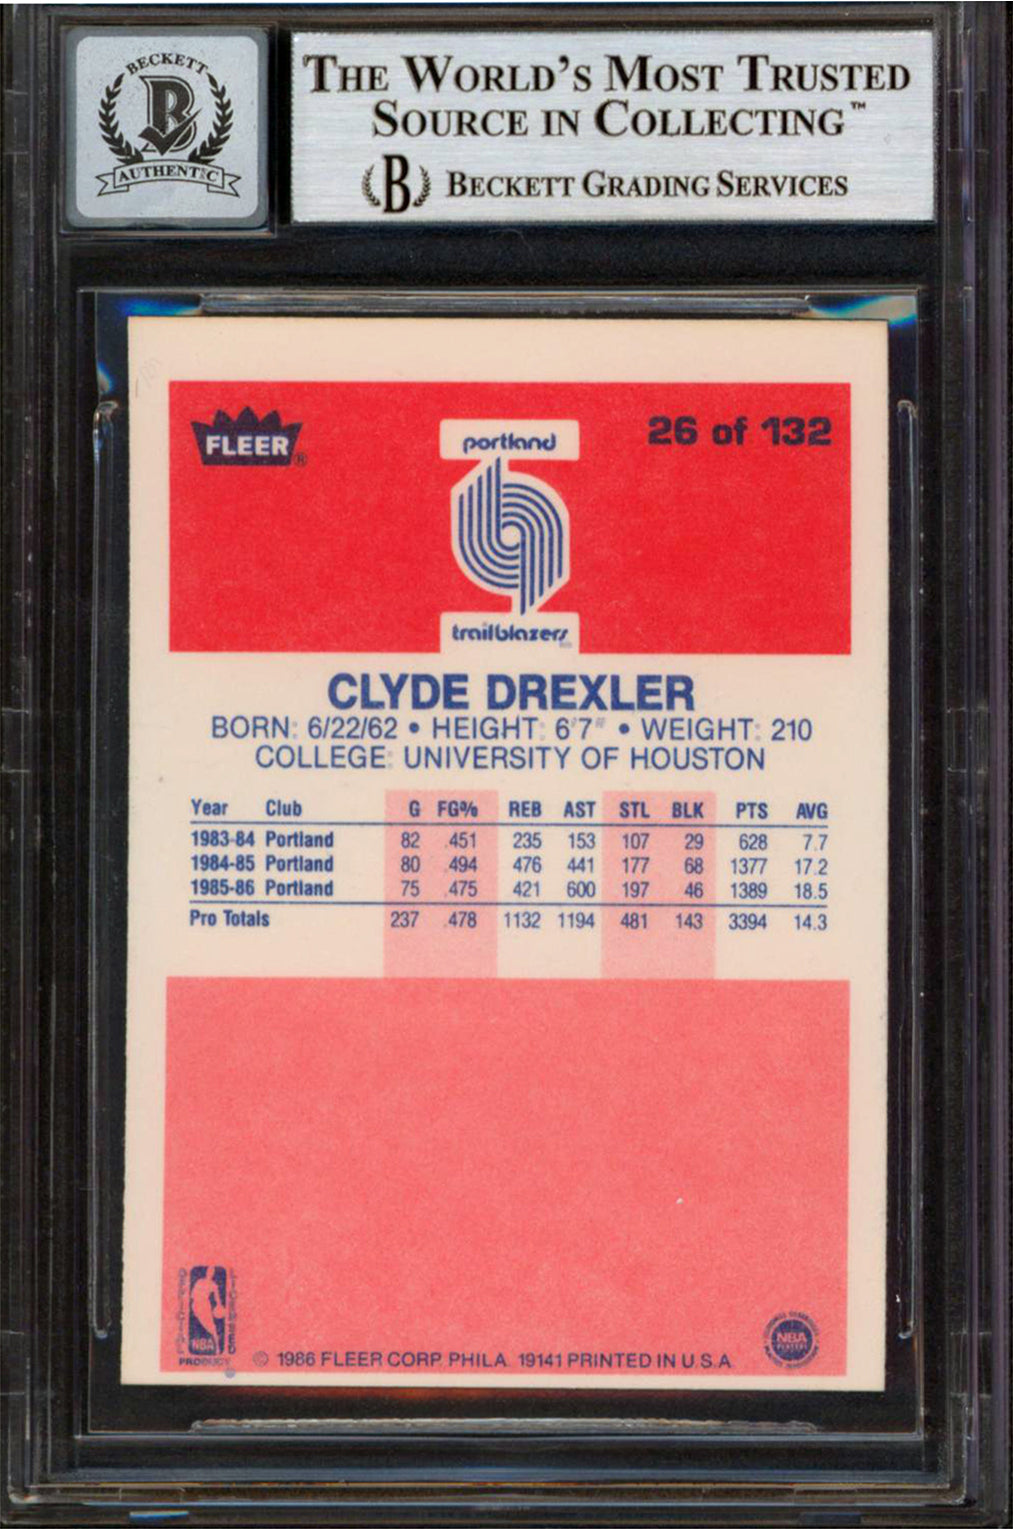 BECKETT
B
AUTHENTIC
THE WORLD'S MOST TRUSTED
SOURCE IN COLLECTING™
B BECKETT GRADING SERVICES
FLEER®
portland
26 of 132
trailblazers
CLYDE DREXLER
BORN: 6/22/62 • HEIGHT: 6'7" • WEIGHT: 210
COLLEGE: UNIVERSITY OF HOUSTON
Year Club G FG% REB AST STL BLK PTS AVG
1983-84 Portland 82 .451 235 153 107 29 628 7.7
1984-85 Portland 80 .494 476 441 177 68 1377 17.2
1985-86 Portland 75 .475 421 600 197 46 1389 18.5
Pro Totals 237 .478 1132 1194 481 143 3394 14.3
NBA
PRODUCT
© 1986 FLEER CORP. PHILA. 19141 PRINTED IN U.S.A.
NBA
PLAYERS